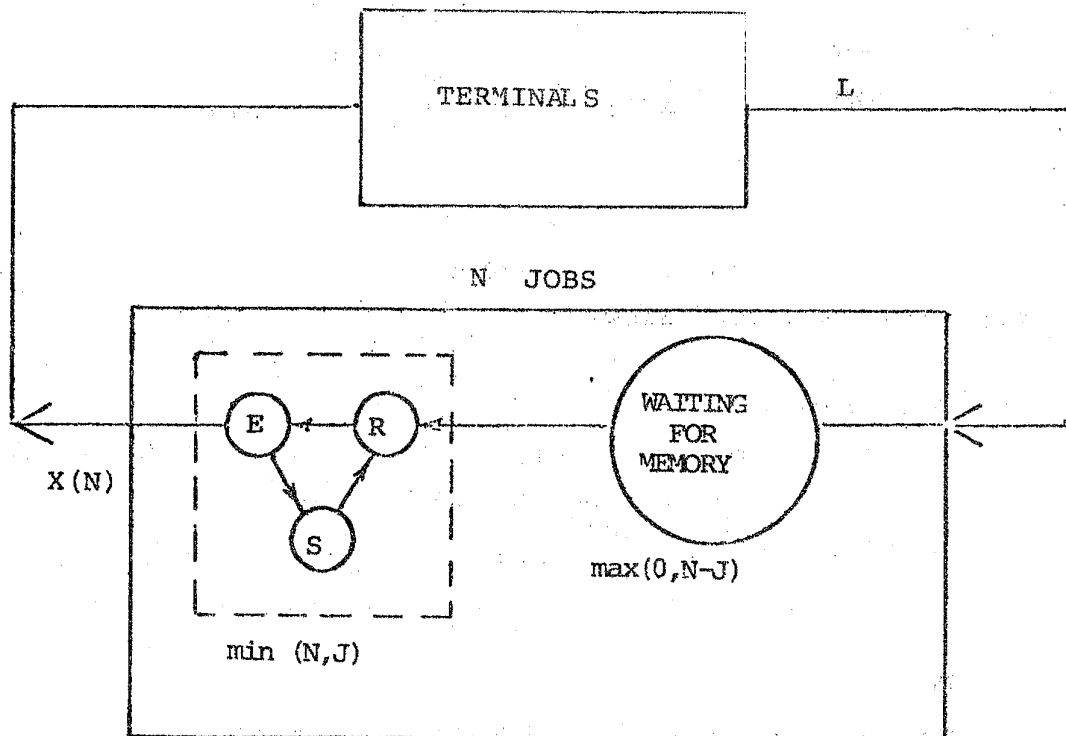 TERMINALS
L
N JOBS
E
R
S
WAITING
FOR
MEMORY
X(N)
max(0,N-J)
min (N,J)